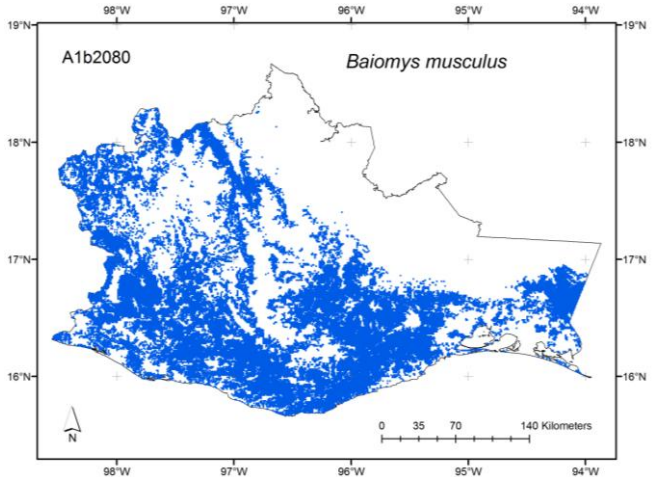 98°W 97°W 96°W 95°W 94°W
19°N 19°N
A1b2080 Baiomys musculus
18°N 18°N
17°N 17°N
16°N 16°N
N
0 35 70 140 Kilometers
98°W 97°W 96°W 95°W 94°W